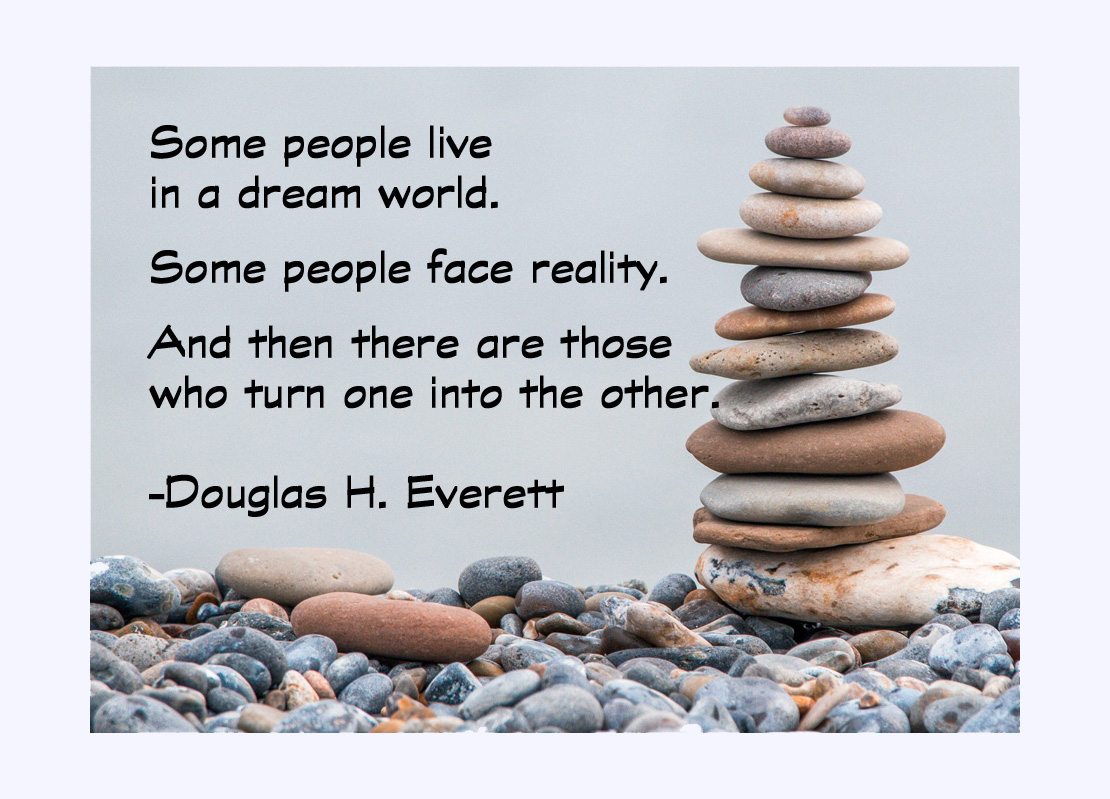 Some people live
in a dream world.
Some people face reality.
And then there are those
who turn one into the other.
-Douglas H. Everett